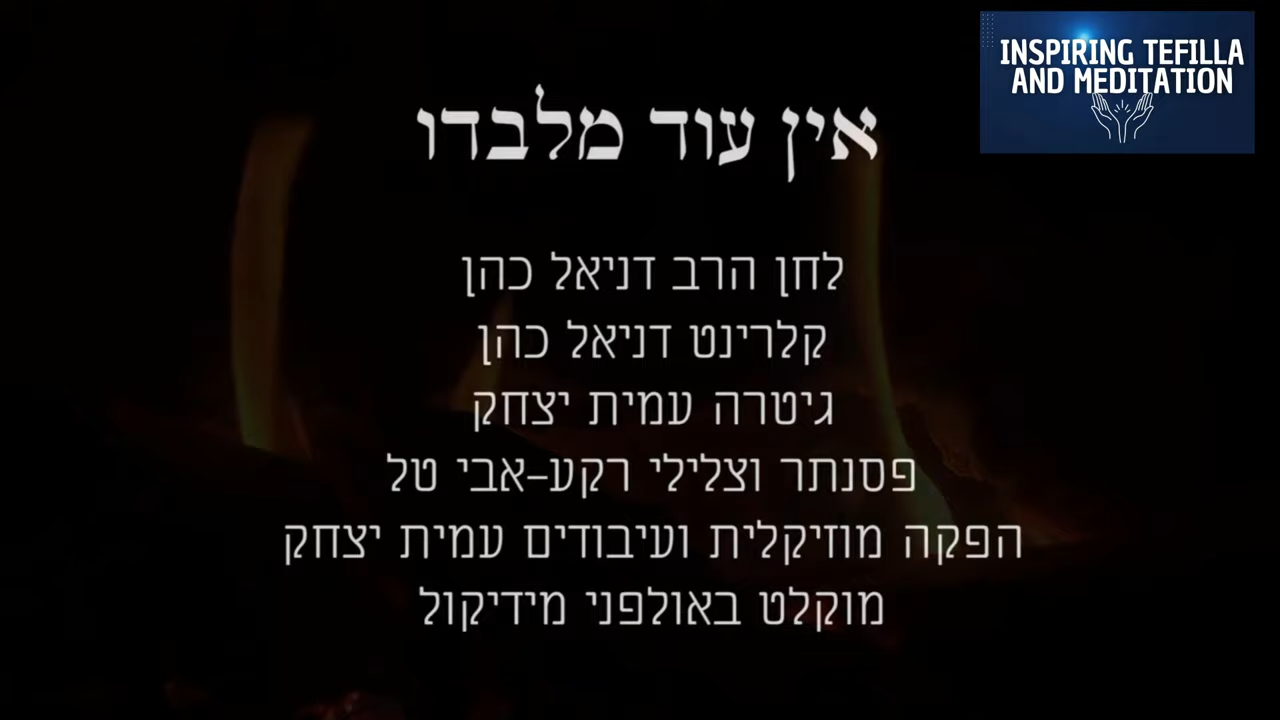 INSPIRING TEFILLA
AND MEDITATION
אין עוד מלבדו
לחן הרב דניאל כהן
קלרינט דניאל כהן
גיטרה עמית יצחק
פסנתר וצלילי רקע–אבי טל
הפקה מוזיקלית ועיבודים עמית יצחק
מוקלט באולפני מידיקול